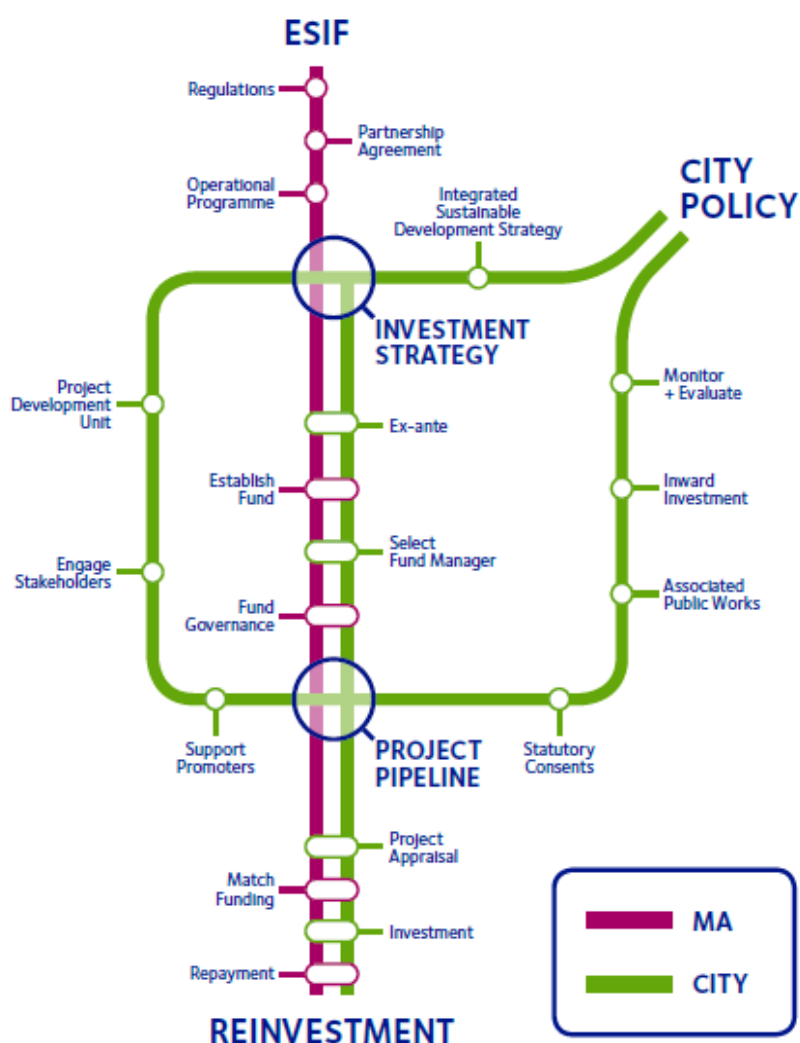 ESIF
Regulations
Partnership
Agreement
Operational
Programme
Integrated
Sustainable
Development Strategy
CITY
POLICY
INVESTMENT
STRATEGY
Project
Development
Unit
Monitor
+ Evaluate
Ex-ante
Establish
Fund
Inward
Investment
Select
Fund Manager
Engage
Stakeholders
Associated
Public Works
Fund
Governance
Support
Promoters
PROJECT
PIPELINE
Statutory
Consents
Project
Appraisal
Match
Funding
Investment
Repayment
REINVESTMENT
MA
CITY